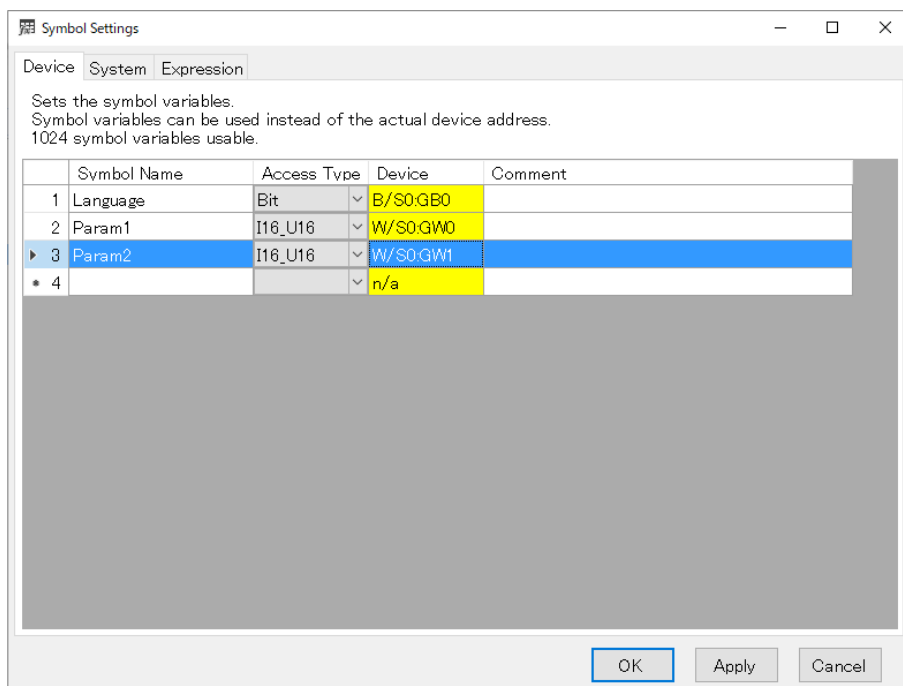 Symbol Settings
Device System Expression
Sets the symbol variables.
Symbol variables can be used instead of the actual device address.
1024 symbol variables usable.
Symbol Name Access Type Device Comment
1 Language Bit B/S0:GB0
2 Param1 I16_U16 W/S0:GW0
3 Param2 I16_U16 W/S0:GW1
4 n/a
OK Apply Cancel